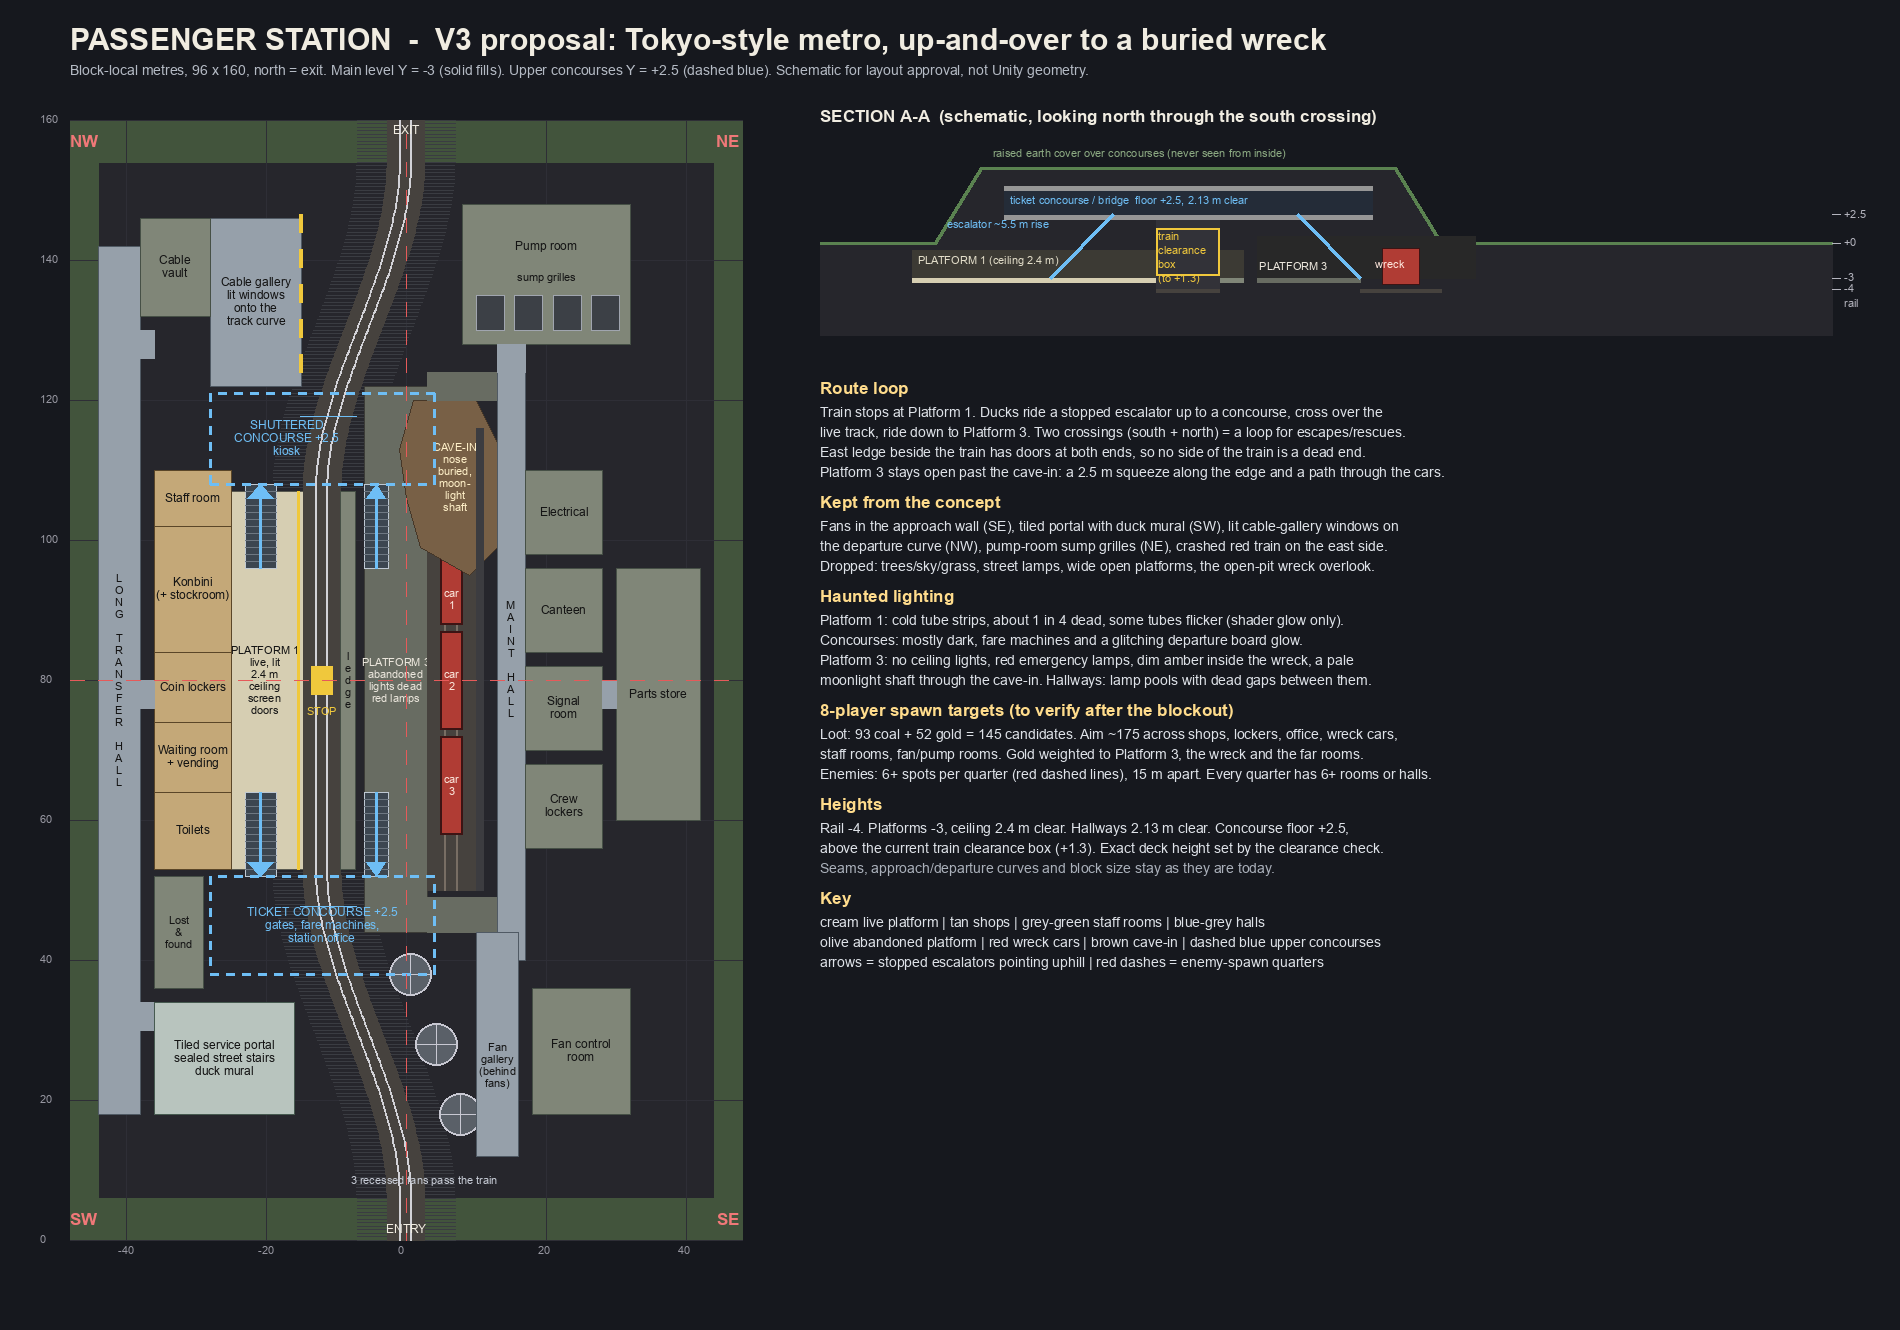 PASSENGER STATION - V3 proposal: Tokyo-style metro, up-and-over to a buried wreck
Block-local metres, 96 x 160, north = exit. Main level Y = -3 (solid fills). Upper concourses Y = +2.5 (dashed blue). Schematic for layout approval, not Unity geometry.
160
140
120
100
80
60
40
20
0
-40
-20
0
20
40
NW
EXIT
NE
Cable
vault
Cable gallery
lit windows
onto the
track curve
Pump room
sump grilles
SHUTTERED
CONCOURSE +2.5
kiosk
CAVE-IN
nose
buried,
moon-
light
shaft
Staff room
Electrical
Konbini
(+ stockroom)
LONG TRANSFER HALL
car
1
MAINT HALL
Canteen
PLATFORM 1
live, lit
2.4 m
ceiling
screen
doors
ledge
PLATFORM 3
abandoned
lights dead
red lamps
car
2
Coin lockers
STOP
Signal
room
Parts store
Waiting room
+ vending
car
3
Crew
lockers
Toilets
Lost
&
found
TICKET CONCOURSE +2.5
gates, fare machines,
station office
Tiled service portal
sealed street stairs
duck mural
Fan
gallery
(behind
fans)
Fan control
room
3 recessed fans pass the train
SW
ENTRY
SE
SECTION A-A (schematic, looking north through the south crossing)
raised earth cover over concourses (never seen from inside)
ticket concourse / bridge floor +2.5, 2.13 m clear
escalator ~5.5 m rise
PLATFORM 1 (ceiling 2.4 m)
train
clearance
box
(to +1.3)
PLATFORM 3
wreck
+2.5
+0
-3
-4
rail
Route loop
Train stops at Platform 1. Ducks ride a stopped escalator up to a concourse, cross over the
live track, ride down to Platform 3. Two crossings (south + north) = a loop for escapes/rescues.
East ledge beside the train has doors at both ends, so no side of the train is a dead end.
Platform 3 stays open past the cave-in: a 2.5 m squeeze along the edge and a path through the cars.
Kept from the concept
Fans in the approach wall (SE), tiled portal with duck mural (SW), lit cable-gallery windows on
the departure curve (NW), pump-room sump grilles (NE), crashed red train on the east side.
Dropped: trees/sky/grass, street lamps, wide open platforms, the open-pit wreck overlook.
Haunted lighting
Platform 1: cold tube strips, about 1 in 4 dead, some tubes flicker (shader glow only).
Concourses: mostly dark, fare machines and a glitching departure board glow.
Platform 3: no ceiling lights, red emergency lamps, dim amber inside the wreck, a pale
moonlight shaft through the cave-in. Hallways: lamp pools with dead gaps between them.
8-player spawn targets (to verify after the blockout)
Loot: 93 coal + 52 gold = 145 candidates. Aim ~175 across shops, lockers, office, wreck cars,
staff rooms, fan/pump rooms. Gold weighted to Platform 3, the wreck and the far rooms.
Enemies: 6+ spots per quarter (red dashed lines), 15 m apart. Every quarter has 6+ rooms or halls.
Heights
Rail -4. Platforms -3, ceiling 2.4 m clear. Hallways 2.13 m clear. Concourse floor +2.5,
above the current train clearance box (+1.3). Exact deck height set by the clearance check.
Seams, approach/departure curves and block size stay as they are today.
Key
cream live platform | tan shops | grey-green staff rooms | blue-grey halls
olive abandoned platform | red wreck cars | brown cave-in | dashed blue upper concourses
arrows = stopped escalators pointing uphill | red dashes = enemy-spawn quarters